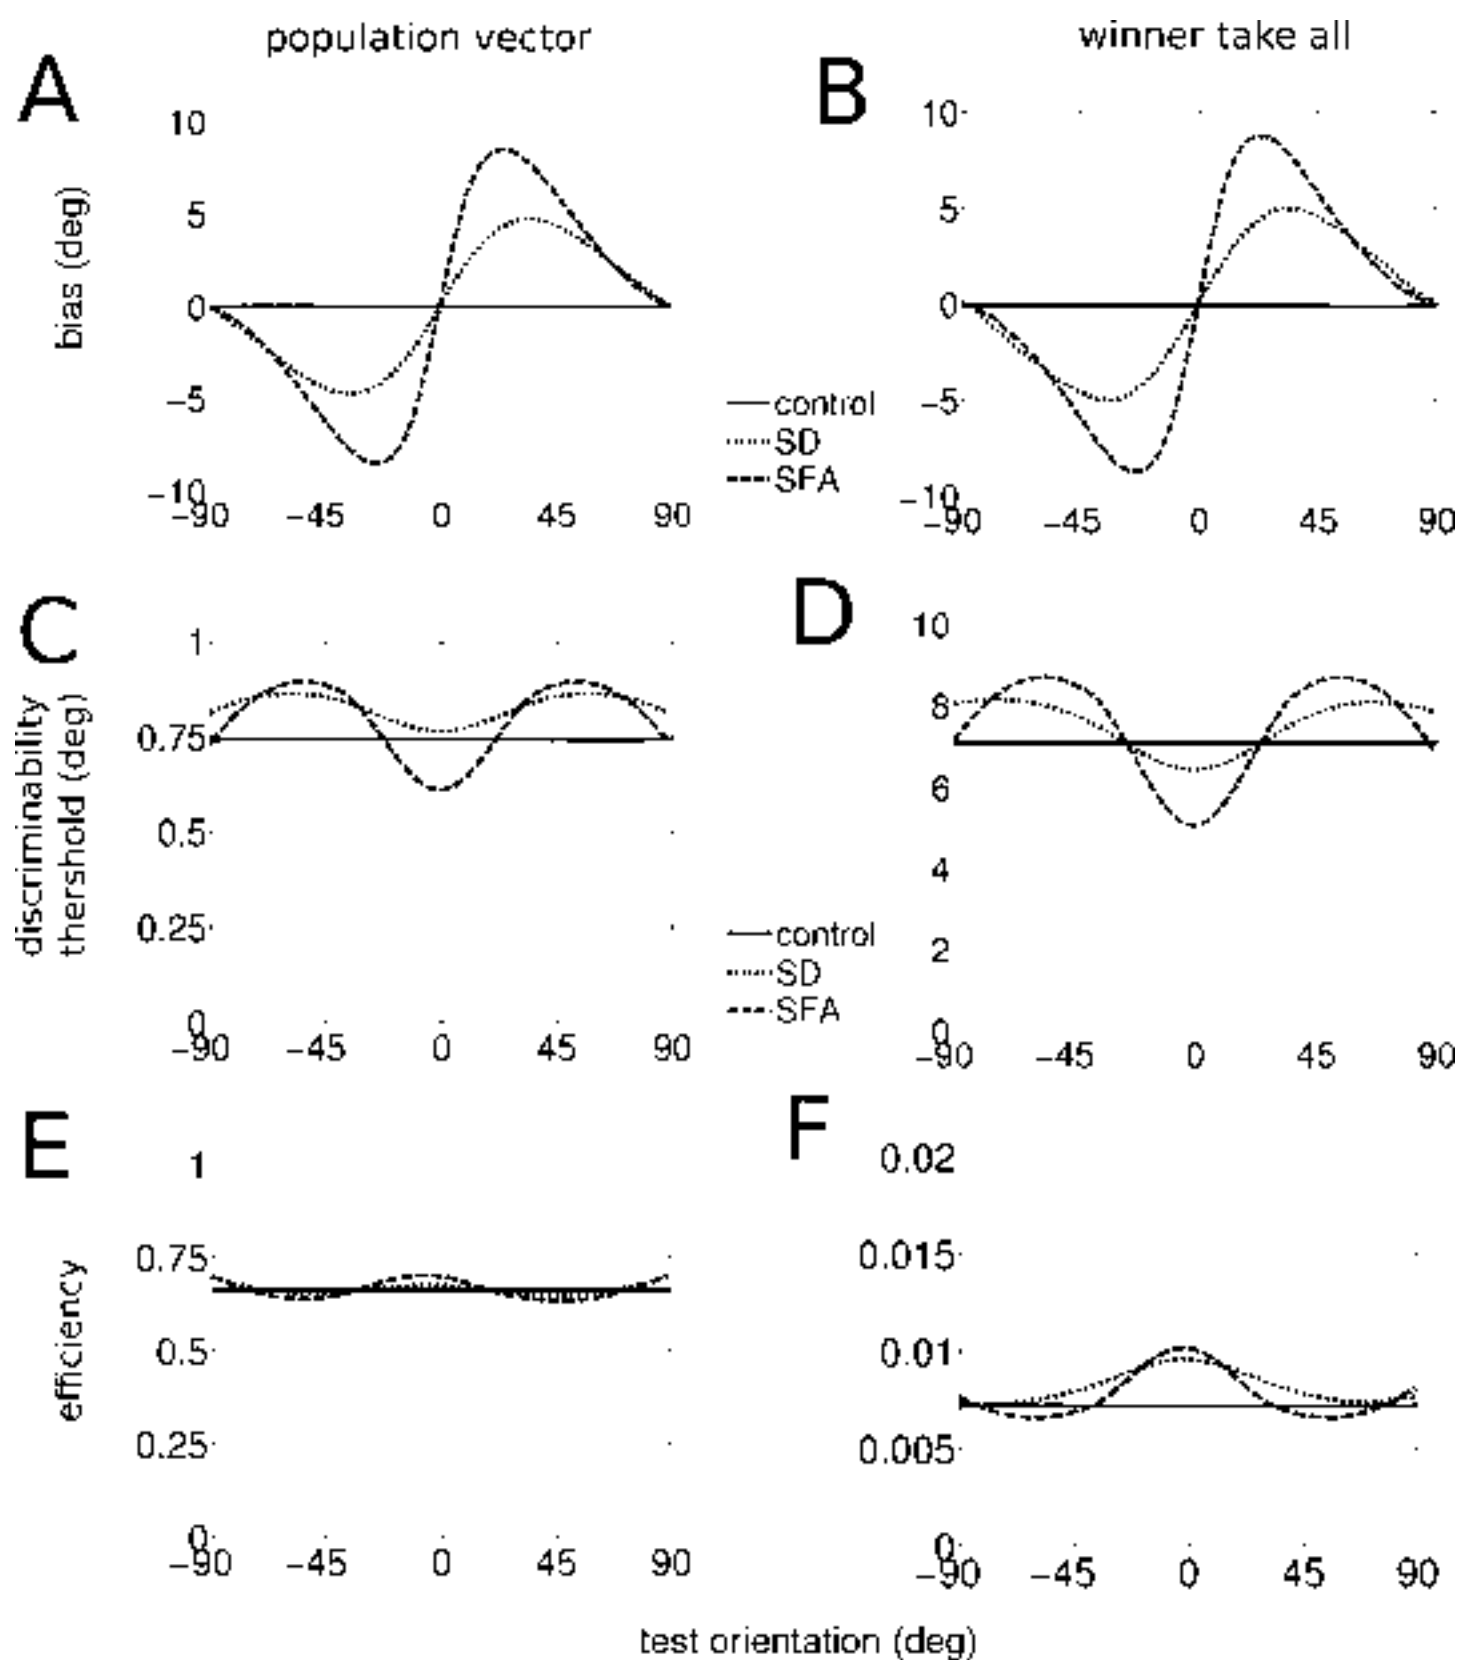 population vector
winner take all
A
B
bias (deg)
10
5
0
−5
−10
−90 −45 0 45 90
10
5
0
−5
−10
−90 −45 0 45 90
control
SD
SFA
C
D
discriminability
thershold (deg)
1
0.75
0.5
0.25
0
−90 −45 0 45 90
10
8
6
4
2
0
−90 −45 0 45 90
control
SD
SFA
E
F
efficiency
1
0.75
0.5
0.25
0
−90 −45 0 45 90
0.02
0.015
0.01
0.005
0
−90 −45 0 45 90
test orientation (deg)